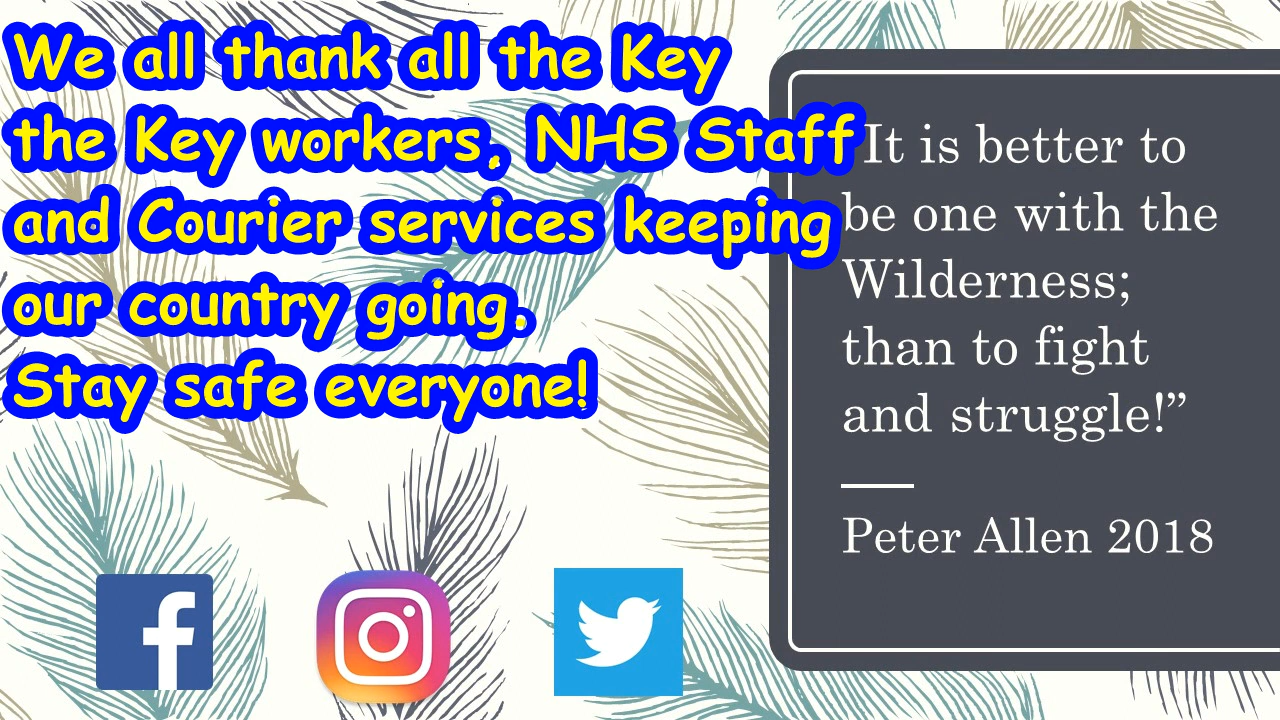 We all thank all the Key
the Key workers, NHS Staff
and Courier services keeping
our country going.
Stay safe everyone!
It is better to
be one with the
Wilderness;
than to fight
and struggle!”
Peter Allen 2018